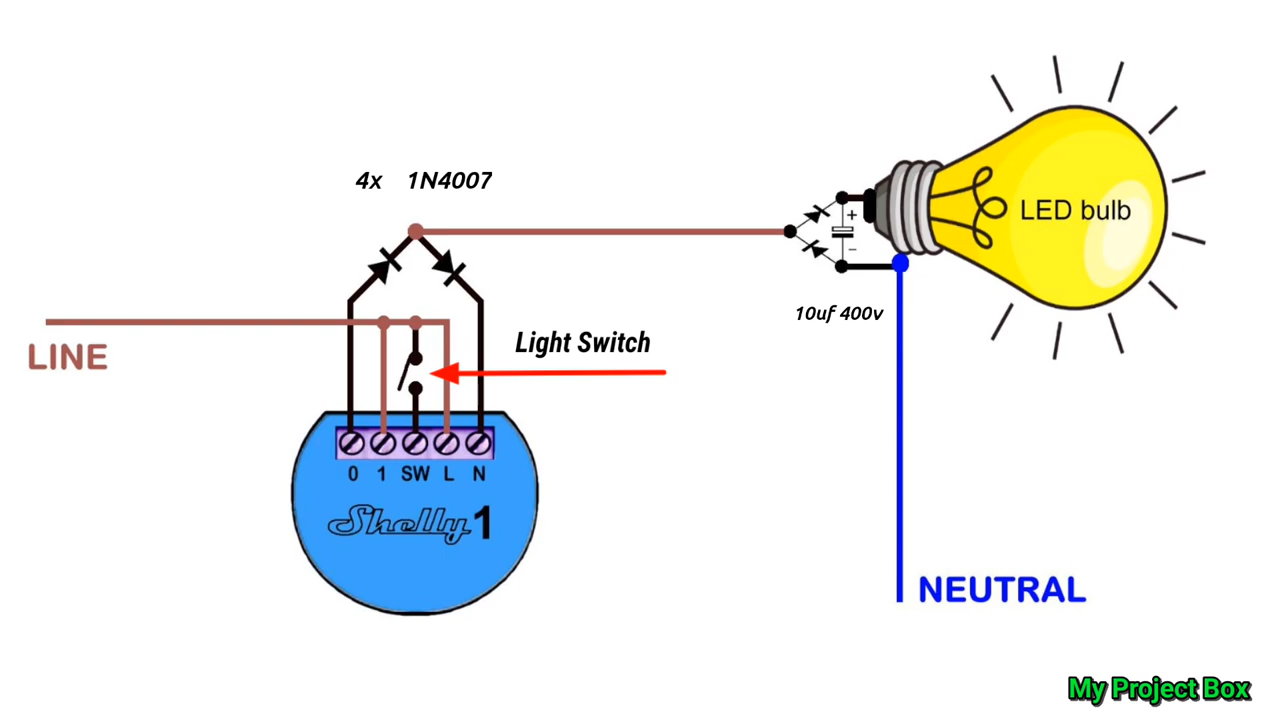 4x 1N4007
LED bulb
+
−
10uf 400v
LINE
Light Switch
0 1 SW L N
Shelly 1
NEUTRAL
My Project Box